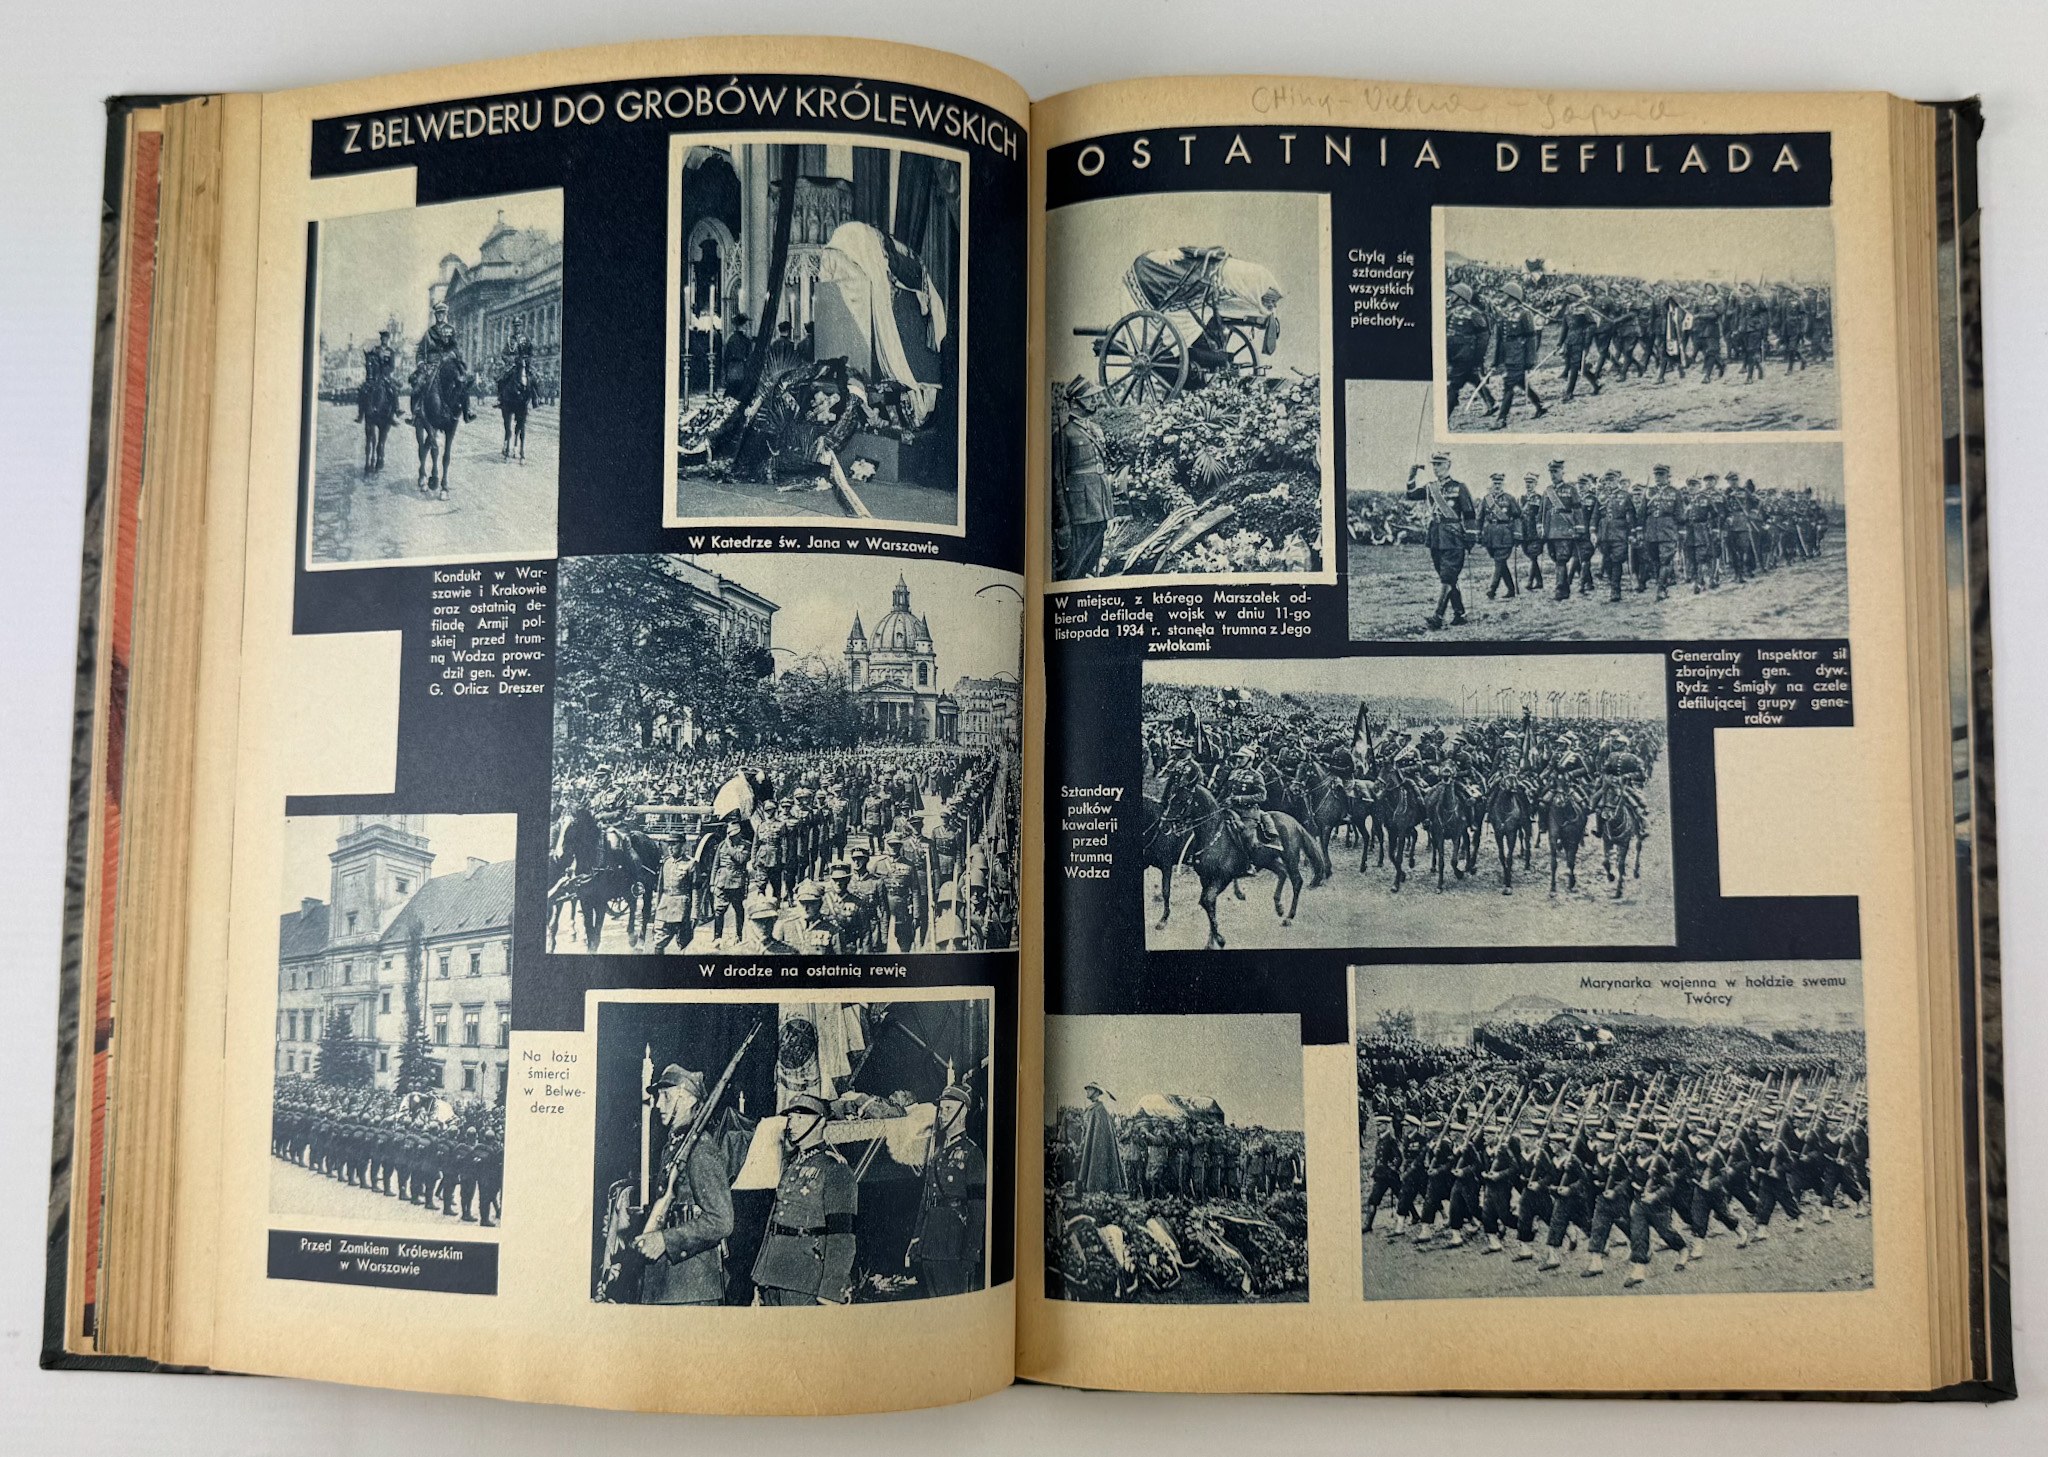 Z BELWEDERU DO GROBÓW KRÓLEWSKICH
W Katedrze św. Jana w Warszawie
Kondukt w War-
szawie i Krakowie
oraz ostatnią de-
filadę Armji pol-
skiej przed trum-
ną Wodza prowa-
dził gen. dyw.
G. Orlicz Dreszer
W drodze na ostatnią rewję
Na łożu
śmierci
w Belwe-
derze
Przed Zamkiem Królewskim
w Warszawie
OSTATNIA DEFILADA
Chylą się
sztandary
wszystkich
pułków
piechoty...
W miejscu, z którego Marszałek od-
bierał defiladę wojsk w dniu 11-go
listopada 1934 r. stanęła trumna z Jego
zwłokami
Generalny Inspektor sił
zbrojnych gen. dyw.
Rydz - Śmigły na czele
defilującej grupy gene-
rałów
Sztandary
pułków
kawalerji
przed
trumną
Wodza
Marynarka wojenna w hołdzie swemu
Twórcy